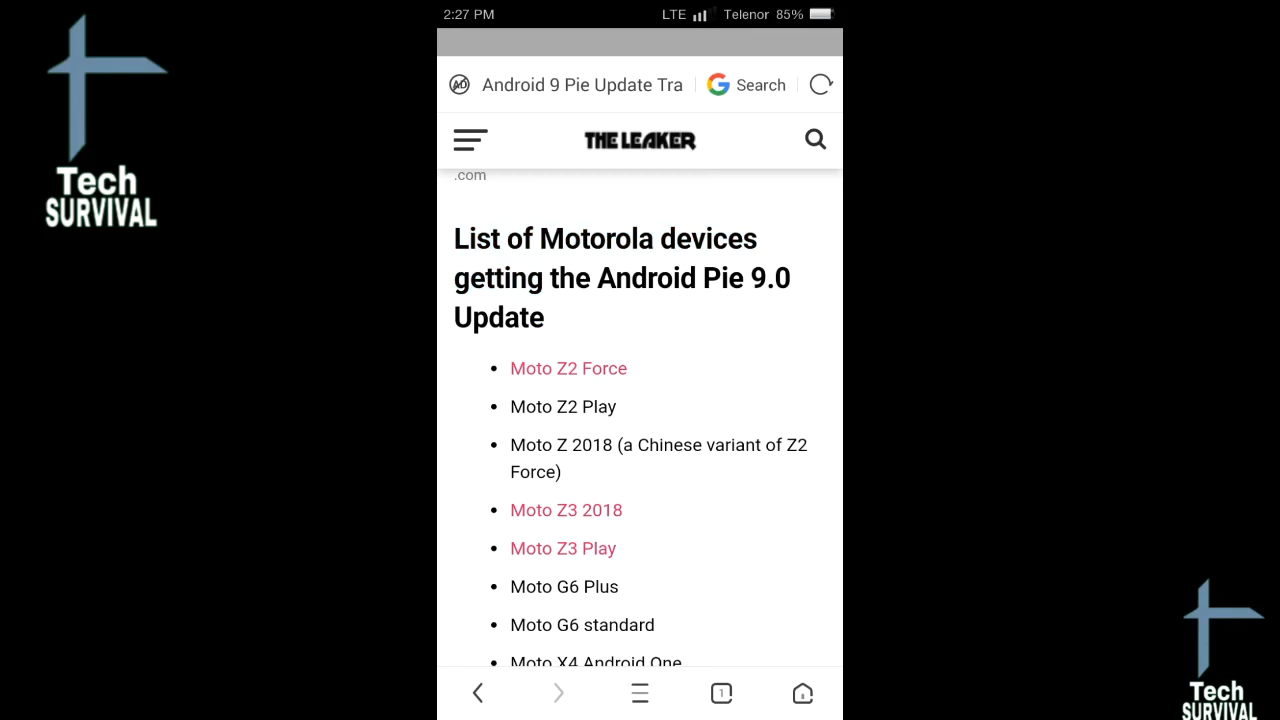 2:27 PM LTE Telenor 85%
Android 9 Pie Update Tra Search
THE LEAKER
.com
List of Motorola devices
getting the Android Pie 9.0
Update
Moto Z2 Force
Moto Z2 Play
Moto Z 2018 (a Chinese variant of Z2
Force)
Moto Z3 2018
Moto Z3 Play
Moto G6 Plus
Moto G6 standard
Moto X4 Android One
1
Tech
SURVIVAL
Tech
SURVIVAL